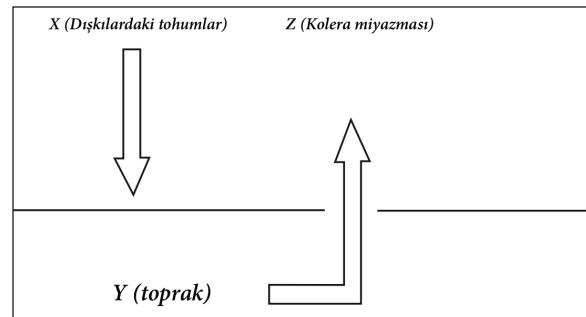 X (Dışkılardaki tohumlar) Z (Kolera miyazması)
Y (toprak)